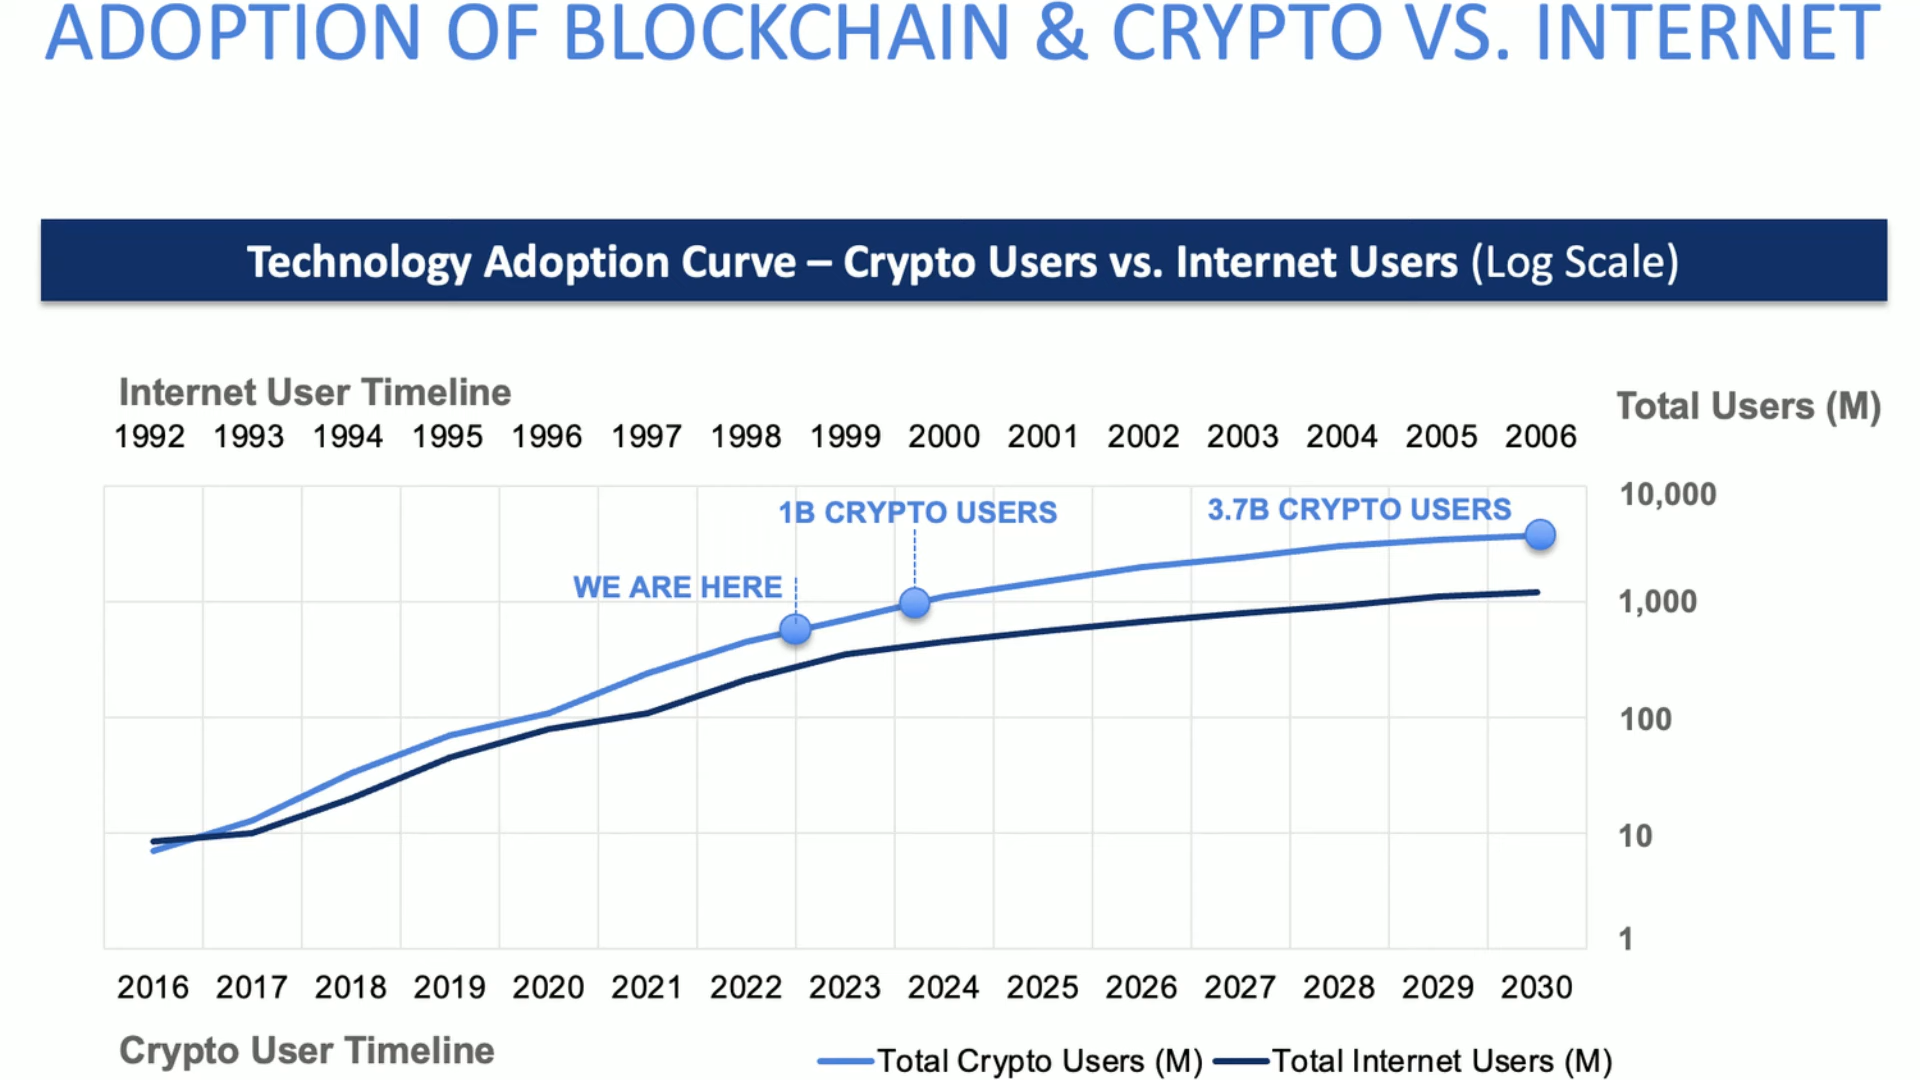 ADOPTION OF BLOCKCHAIN & CRYPTO VS. INTERNET
Technology Adoption Curve – Crypto Users vs. Internet Users (Log Scale)
Internet User Timeline
Total Users (M)
1992 1993 1994 1995 1996 1997 1998 1999 2000 2001 2002 2003 2004 2005 2006
10,000
1B CRYPTO USERS
3.7B CRYPTO USERS
WE ARE HERE
1,000
100
10
1
2016 2017 2018 2019 2020 2021 2022 2023 2024 2025 2026 2027 2028 2029 2030
Crypto User Timeline
Total Crypto Users (M) Total Internet Users (M)